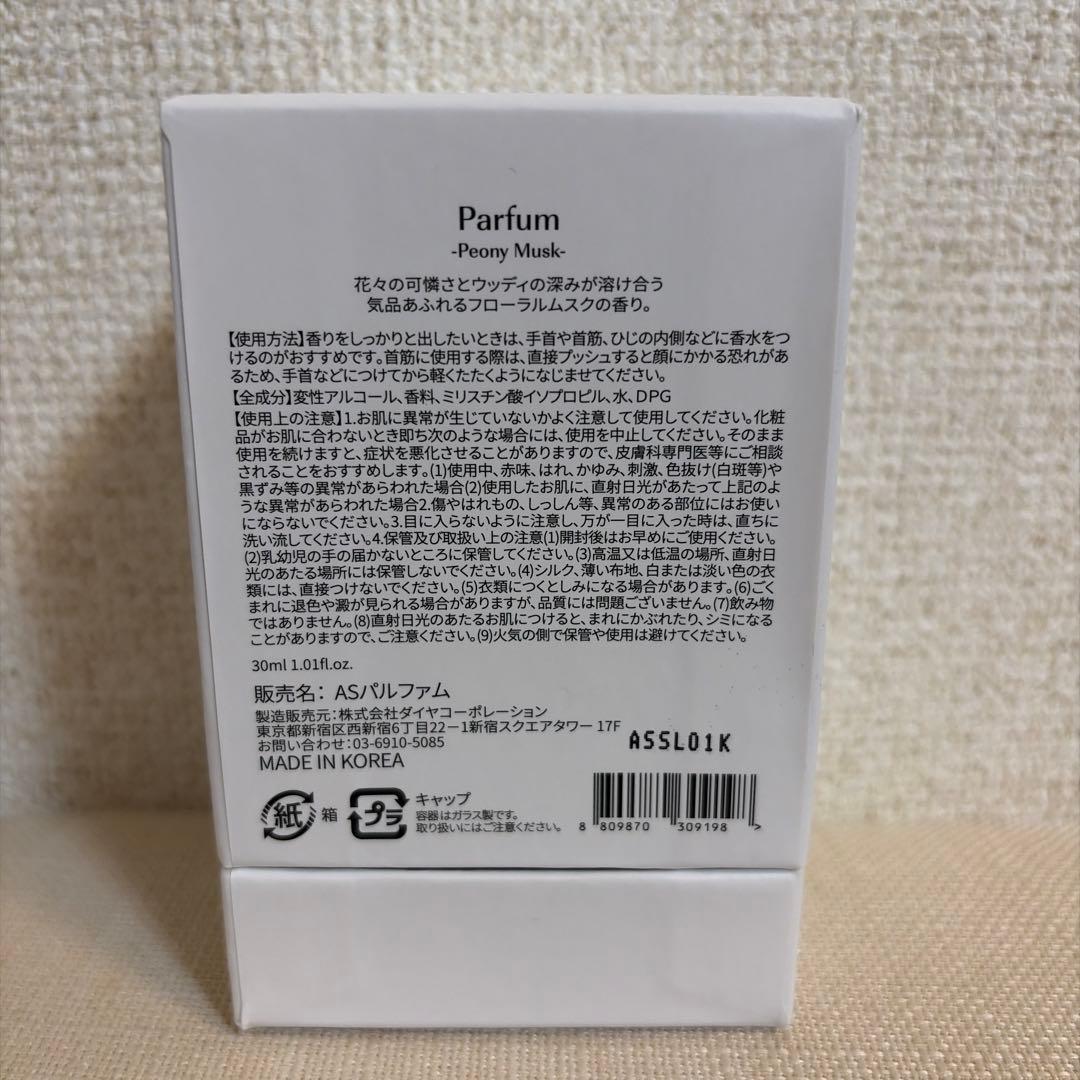 Parfum
-Peony Musk-
花々の可憐さとウッディの深みが溶け合う
気品あふれるフローラルムスクの香り。
【使用方法】香りをしっかりと出したいときは、手首や首筋、ひじの内側などに香水をつ
けるのがおすすめです。首筋に使用する際は、直接プッシュすると顔にかかる恐れがあ
るため、手首などにつけてから軽くたたくようになじませてください。
【全成分】変性アルコール、香料、ミリスチン酸イソプロピル、水、DPG
【使用上の注意】1.お肌に異常が生じていないかよく注意して使用してください。化粧
品がお肌に合わないとき即ち次のような場合には、使用を中止してください。そのまま
使用を続けますと、症状を悪化させることがありますので、皮膚科専門医等にご相談
されることをおすすめします。(1)使用中、赤味、はれ、かゆみ、刺激、色抜け(白斑等)や
黒ずみ等の異常があらわれた場合(2)使用したお肌に、直射日光があたって上記のよ
うな異常があらわれた場合2.傷やはれもの、しっしん等、異常のある部位にはお使い
にならないでください。3.目に入らないように注意し、万が一目に入った時は、直ちに
洗い流してください。4.保管及び取扱い上の注意(1)開封後はお早めにご使用ください。
(2)乳幼児の手の届かないところに保管してください。(3)高温又は低温の場所、直射日
光のあたる場所には保管しないでください。(4)シルク、薄い布地、白または淡い色の衣
類には、直接つけないでください。(5)衣類につくとしみになる場合があります。(6)ごく
まれに退色や澱が見られる場合がありますが、品質には問題ございません。(7)飲み物
ではありません。(8)直射日光のあたるお肌につけると、まれにかぶれたり、シミになる
ことがありますので、ご注意ください。(9)火気の側で保管や使用は避けてください。
30ml 1.01fl.oz.
販売名： ASパルファム
製造販売元：株式会社ダイヤコーポレーション
東京都新宿区西新宿6丁目22−1新宿スクエアタワー 17F
お問い合わせ：03-6910-5085
MADE IN KOREA
ASSL01K
紙 箱
プラ キャップ
容器はガラス製です。
取り扱いにはご注意ください。
8 809870 309198 >